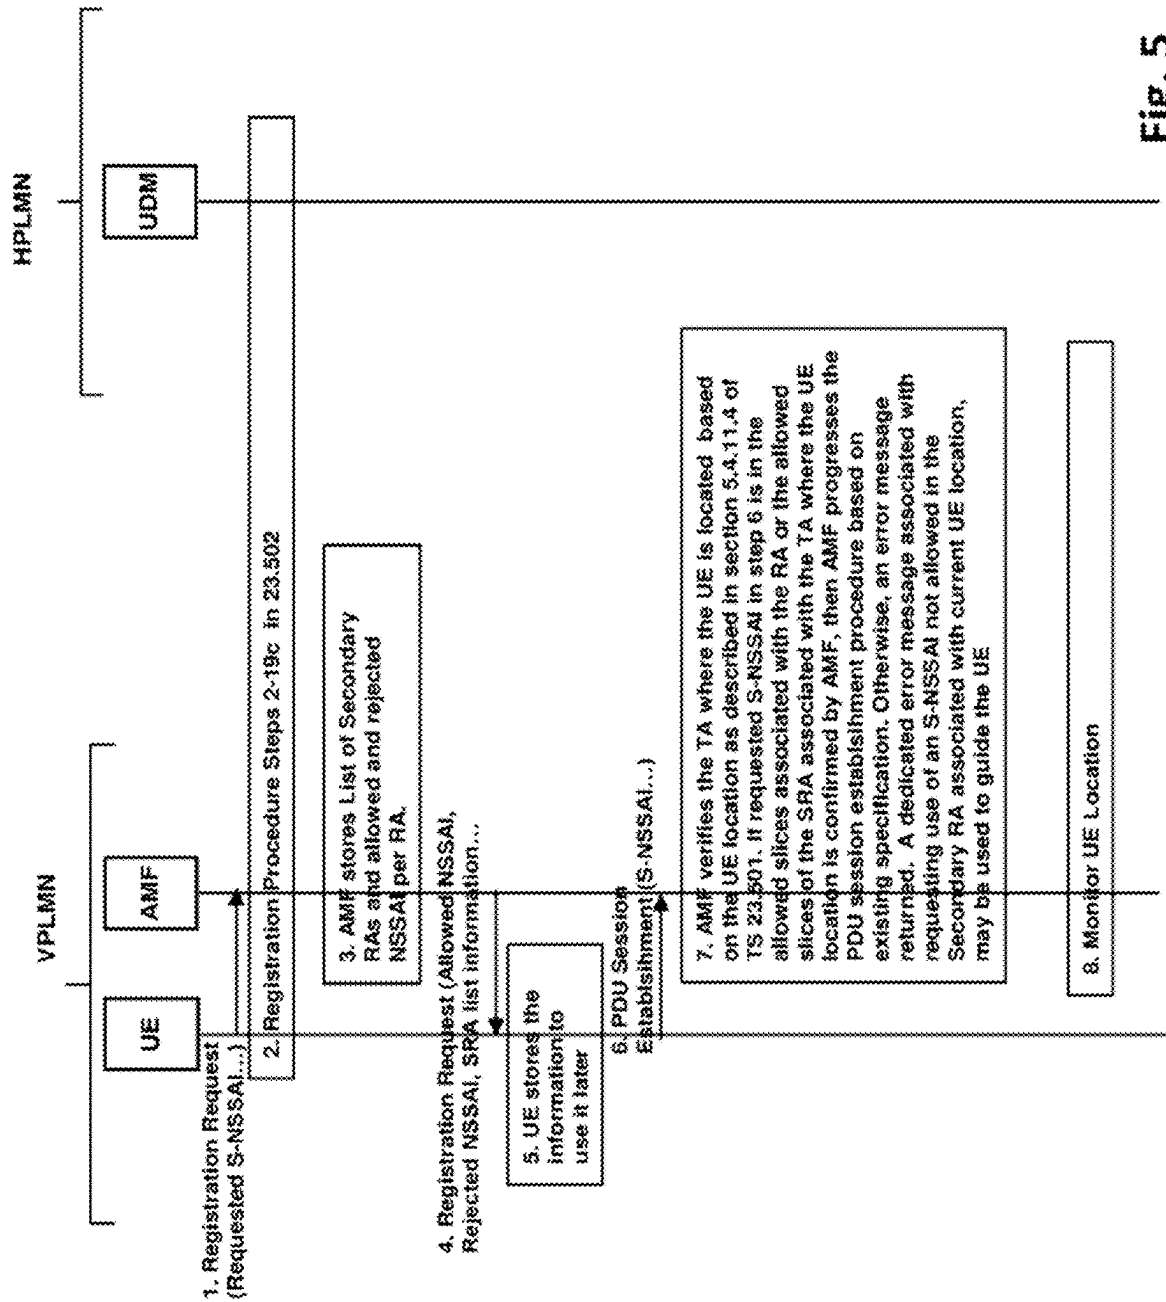 VPLMN
HPLMN
UE
AMF
UDM
1. Registration Request
(Requested S-NSSAI...)
2. Registration Procedure Steps 2-19c in 23.502
3. AMF stores List of Secondary
RAs and allowed and rejected
NSSAI per RA.
4. Registration Request (Allowed NSSAI,
Rejected NSSAI, SRA list information...
5. UE stores the
information to
use it later
6. PDU Session
Establsihment (S-NSSAI...)
7. AMF verifies the TA where the UE is located based
on the UE location as described in section 5.4.11.4 of
TS 23.501. If requested S-NSSAI in step 6 is in the
allowed slices associated with the RA or the allowed
slices of the SRA associated with the TA where the UE
location is confirmed by AMF, then AMF progresses the
PDU session establsihment procedure based on
existing specification. Otherwise, an error message
returned. A dedicated error message associated with
requesting use of an S-NSSAI not allowed in the
Secondary RA associated with current UE location,
may be used to guide the UE
8. Monitor UE Location
Fig. 5